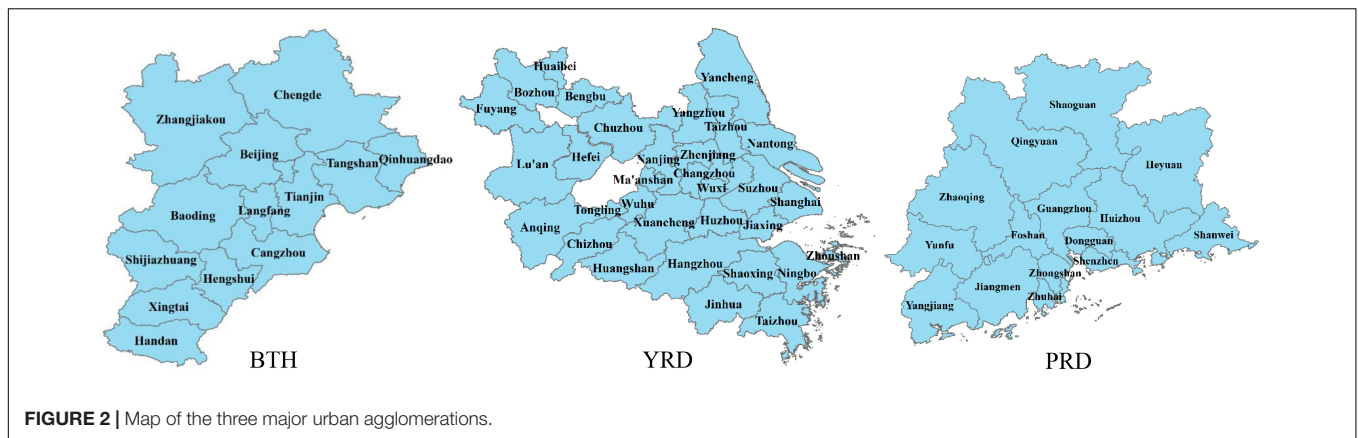 Chengde
Zhangjiakou
Beijing
Tangshan
Qinhuangdao
Tianjin
Langfang
Baoding
Cangzhou
Shijiazhuang
Hengshui
Xingtai
Handan
BTH
Huaibei
Bozhou
Bengbu
Fuyang
Yancheng
Chuzhou
Yangzhou
Taizhou
Nantong
Lu'an
Hefei
Nanjing
Zhenjiang
Ma'anshan
Changzhou
Wuxi
Suzhou
Shanghai
Wuhu
Tongling
Anqing
Xuancheng
Huzhou
Jiaxing
Chizhou
Huangshan
Hangzhou
Shaoxing
Ningbo
Zhoushan
Jinhua
Taizhou
YRD
Shaoguan
Qingyuan
Heyuan
Zhaoqing
Guangzhou
Huizhou
Yunfu
Foshan
Dongguan
Shanwei
Shenzhen
Zhongshan
Jiangmen
Zhuhai
Yangjiang
PRD
FIGURE 2 | Map of the three major urban agglomerations.